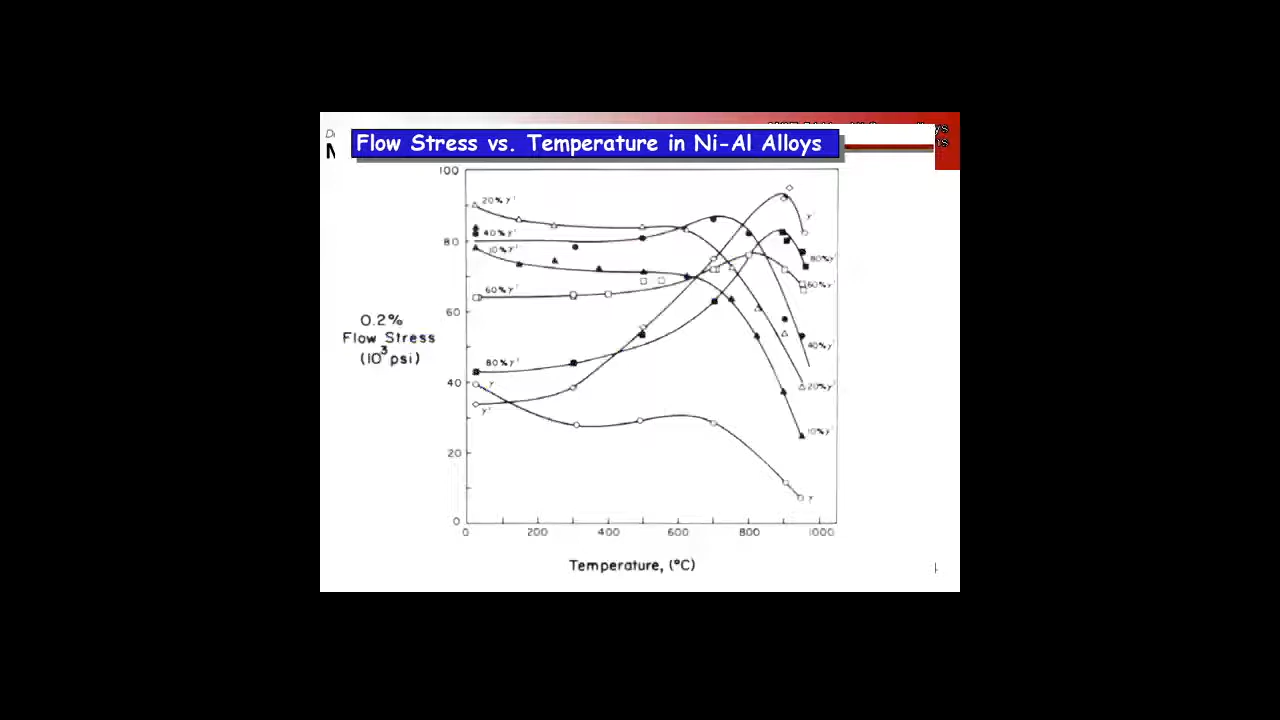 Flow Stress vs. Temperature in Ni-Al Alloys
100
20% γ'
γ'
40% γ'
80
10% γ'
80% γ'
60% γ'
60% γ'
0.2%
Flow Stress
(10³ psi)
60
40% γ'
80% γ'
40
γ
20% γ'
γ'
10% γ'
20
γ
0
0 200 400 600 800 1000
Temperature, (°C)